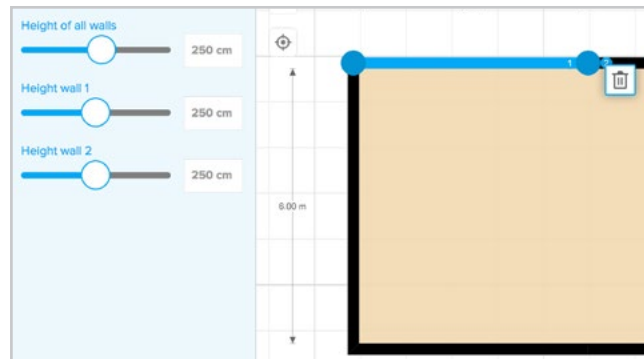 Height of all walls
250 cm
Height wall 1
250 cm
Height wall 2
250 cm
1
2
6.00 m